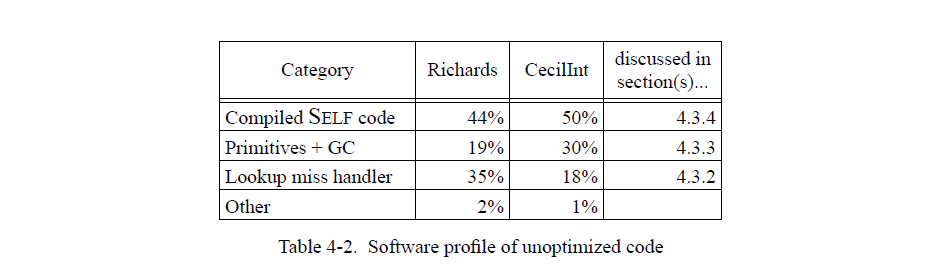 Category Richards CecilInt discussed in
section(s)...
Compiled SELF code 44% 50% 4.3.4
Primitives + GC 19% 30% 4.3.3
Lookup miss handler 35% 18% 4.3.2
Other 2% 1%
Table 4-2. Software profile of unoptimized code